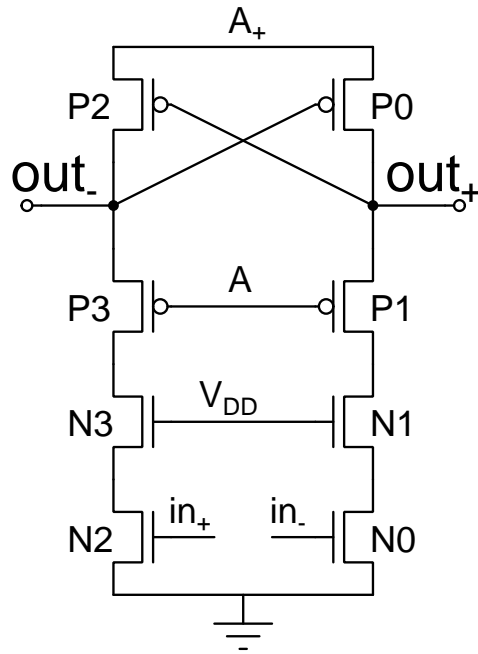 A+
P2 P0
out- out+
P3 A P1
VDD
N3 N1
in+ in-
N2 N0